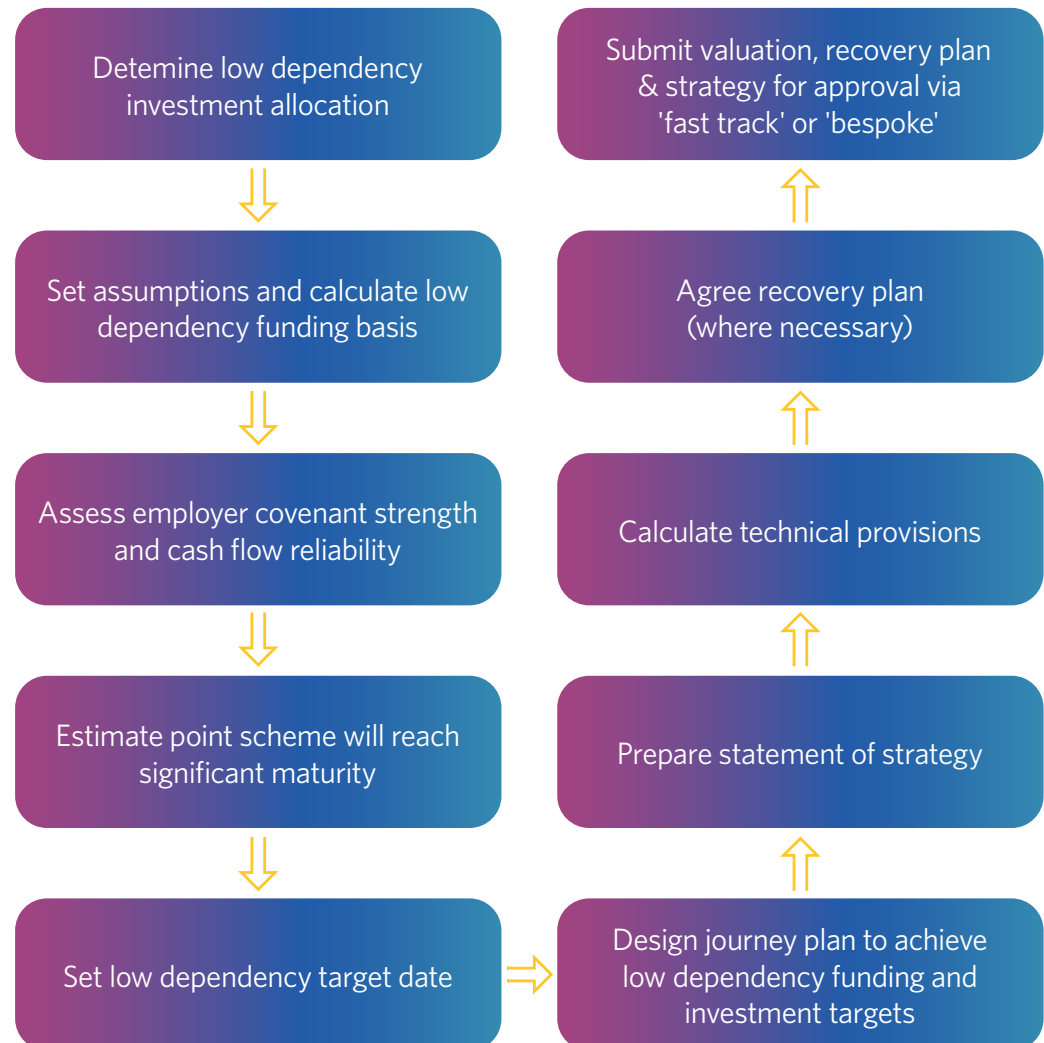 Detemine low dependency
investment allocation
Set assumptions and calculate low
dependency funding basis
Assess employer covenant strength
and cash flow reliability
Estimate point scheme will reach
significant maturity
Set low dependency target date
Design journey plan to achieve
low dependency funding and
investment targets
Prepare statement of strategy
Calculate technical provisions
Agree recovery plan
(where necessary)
Submit valuation, recovery plan
& strategy for approval via
'fast track' or 'bespoke'